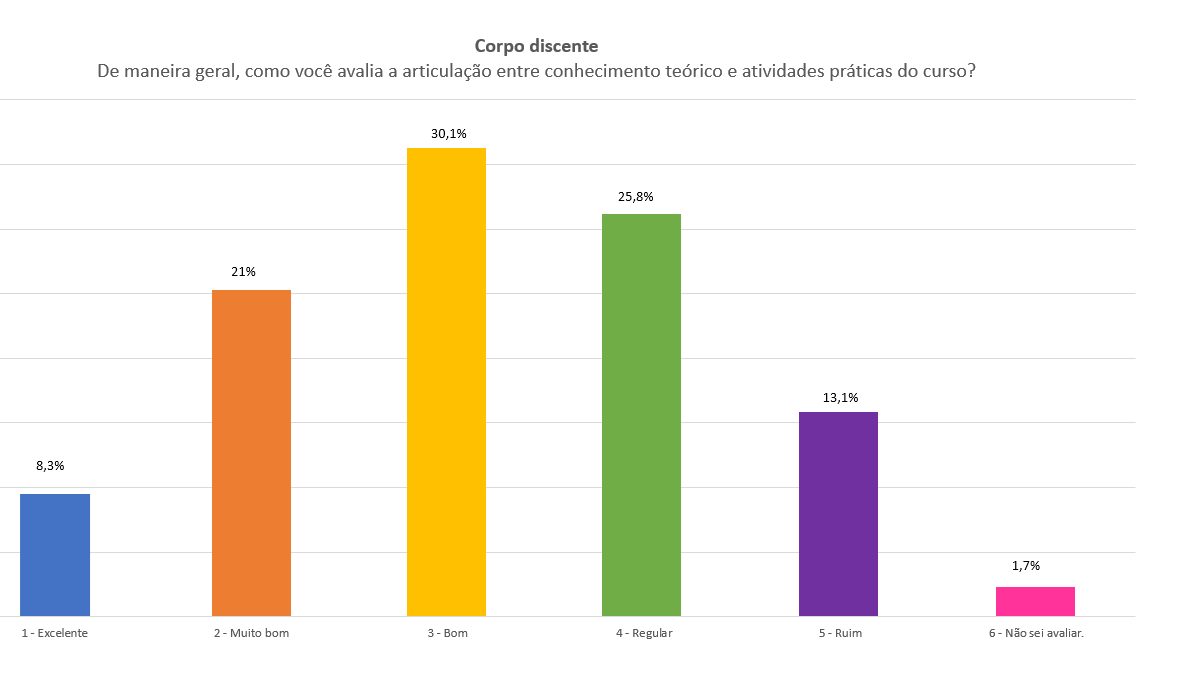 Corpo discente
De maneira geral, como você avalia a articulação entre conhecimento teórico e atividades práticas do curso?
30,1%
25,8%
21%
13,1%
8,3%
1,7%
1 - Excelente
2 - Muito bom
3 - Bom
4 - Regular
5 - Ruim
6 - Não sei avaliar.